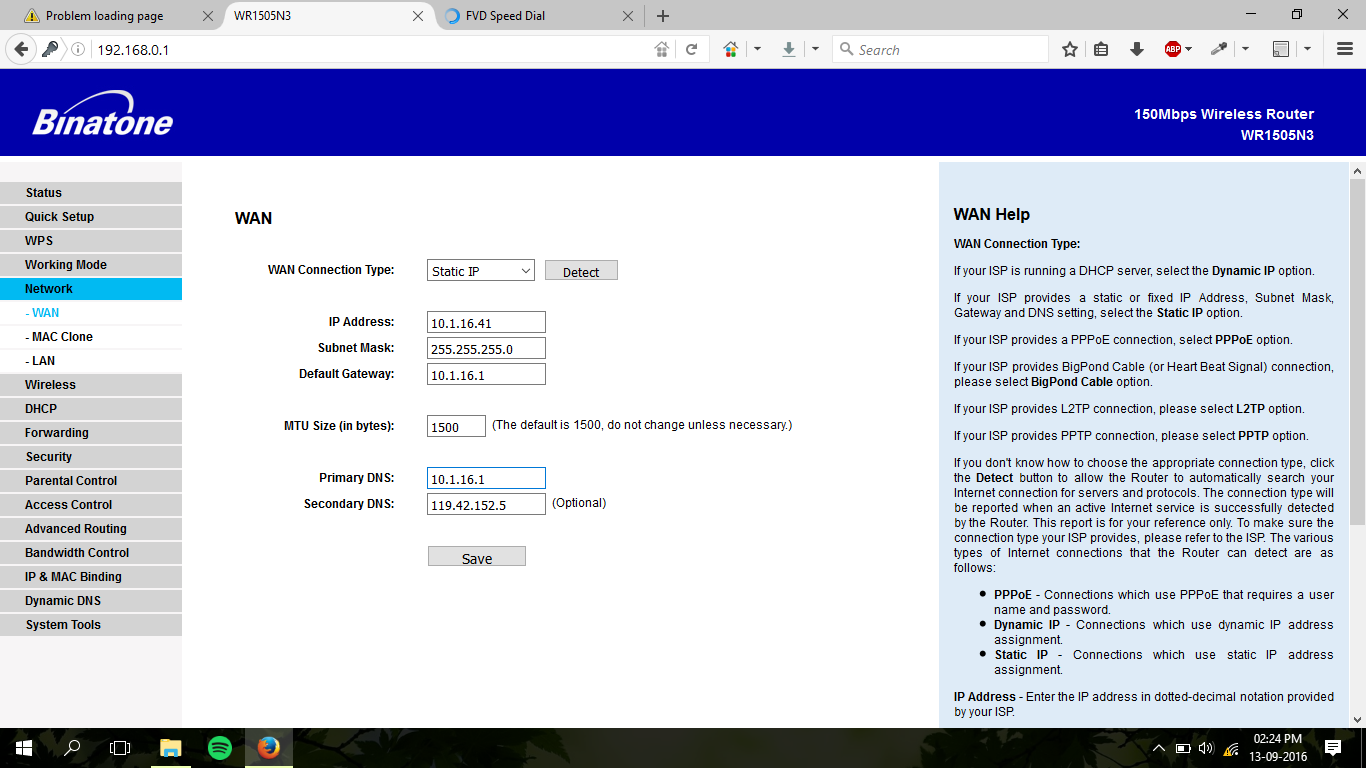 Problem loading page
WR1505N3
FVD Speed Dial
192.168.0.1
Search
ABP
Binatone
150Mbps Wireless Router
WR1505N3
Status
Quick Setup
WPS
Working Mode
Network
- WAN
- MAC Clone
- LAN
Wireless
DHCP
Forwarding
Security
Parental Control
Access Control
Advanced Routing
Bandwidth Control
IP & MAC Binding
Dynamic DNS
System Tools
WAN
WAN Connection Type: Static IP Detect
IP Address: 10.1.16.41
Subnet Mask: 255.255.255.0
Default Gateway: 10.1.16.1
MTU Size (in bytes): 1500 (The default is 1500, do not change unless necessary.)
Primary DNS: 10.1.16.1
Secondary DNS: 119.42.152.5 (Optional)
Save
WAN Help
WAN Connection Type:
If your ISP is running a DHCP server, select the Dynamic IP option.
If your ISP provides a static or fixed IP Address, Subnet Mask,
Gateway and DNS setting, select the Static IP option.
If your ISP provides a PPPoE connection, select PPPoE option.
If your ISP provides BigPond Cable (or Heart Beat Signal) connection,
please select BigPond Cable option.
If your ISP provides L2TP connection, please select L2TP option.
If your ISP provides PPTP connection, please select PPTP option.
If you don't know how to choose the appropriate connection type, click
the Detect button to allow the Router to automatically search your
Internet connection for servers and protocols. The connection type will
be reported when an active Internet service is successfully detected
by the Router. This report is for your reference only. To make sure the
connection type your ISP provides, please refer to the ISP. The various
types of Internet connections that the Router can detect are as
follows:
PPPoE - Connections which use PPPoE that requires a user
name and password.
Dynamic IP - Connections which use dynamic IP address
assignment.
Static IP - Connections which use static IP address
assignment.
IP Address - Enter the IP address in dotted-decimal notation provided
by your ISP.
02:24 PM
13-09-2016